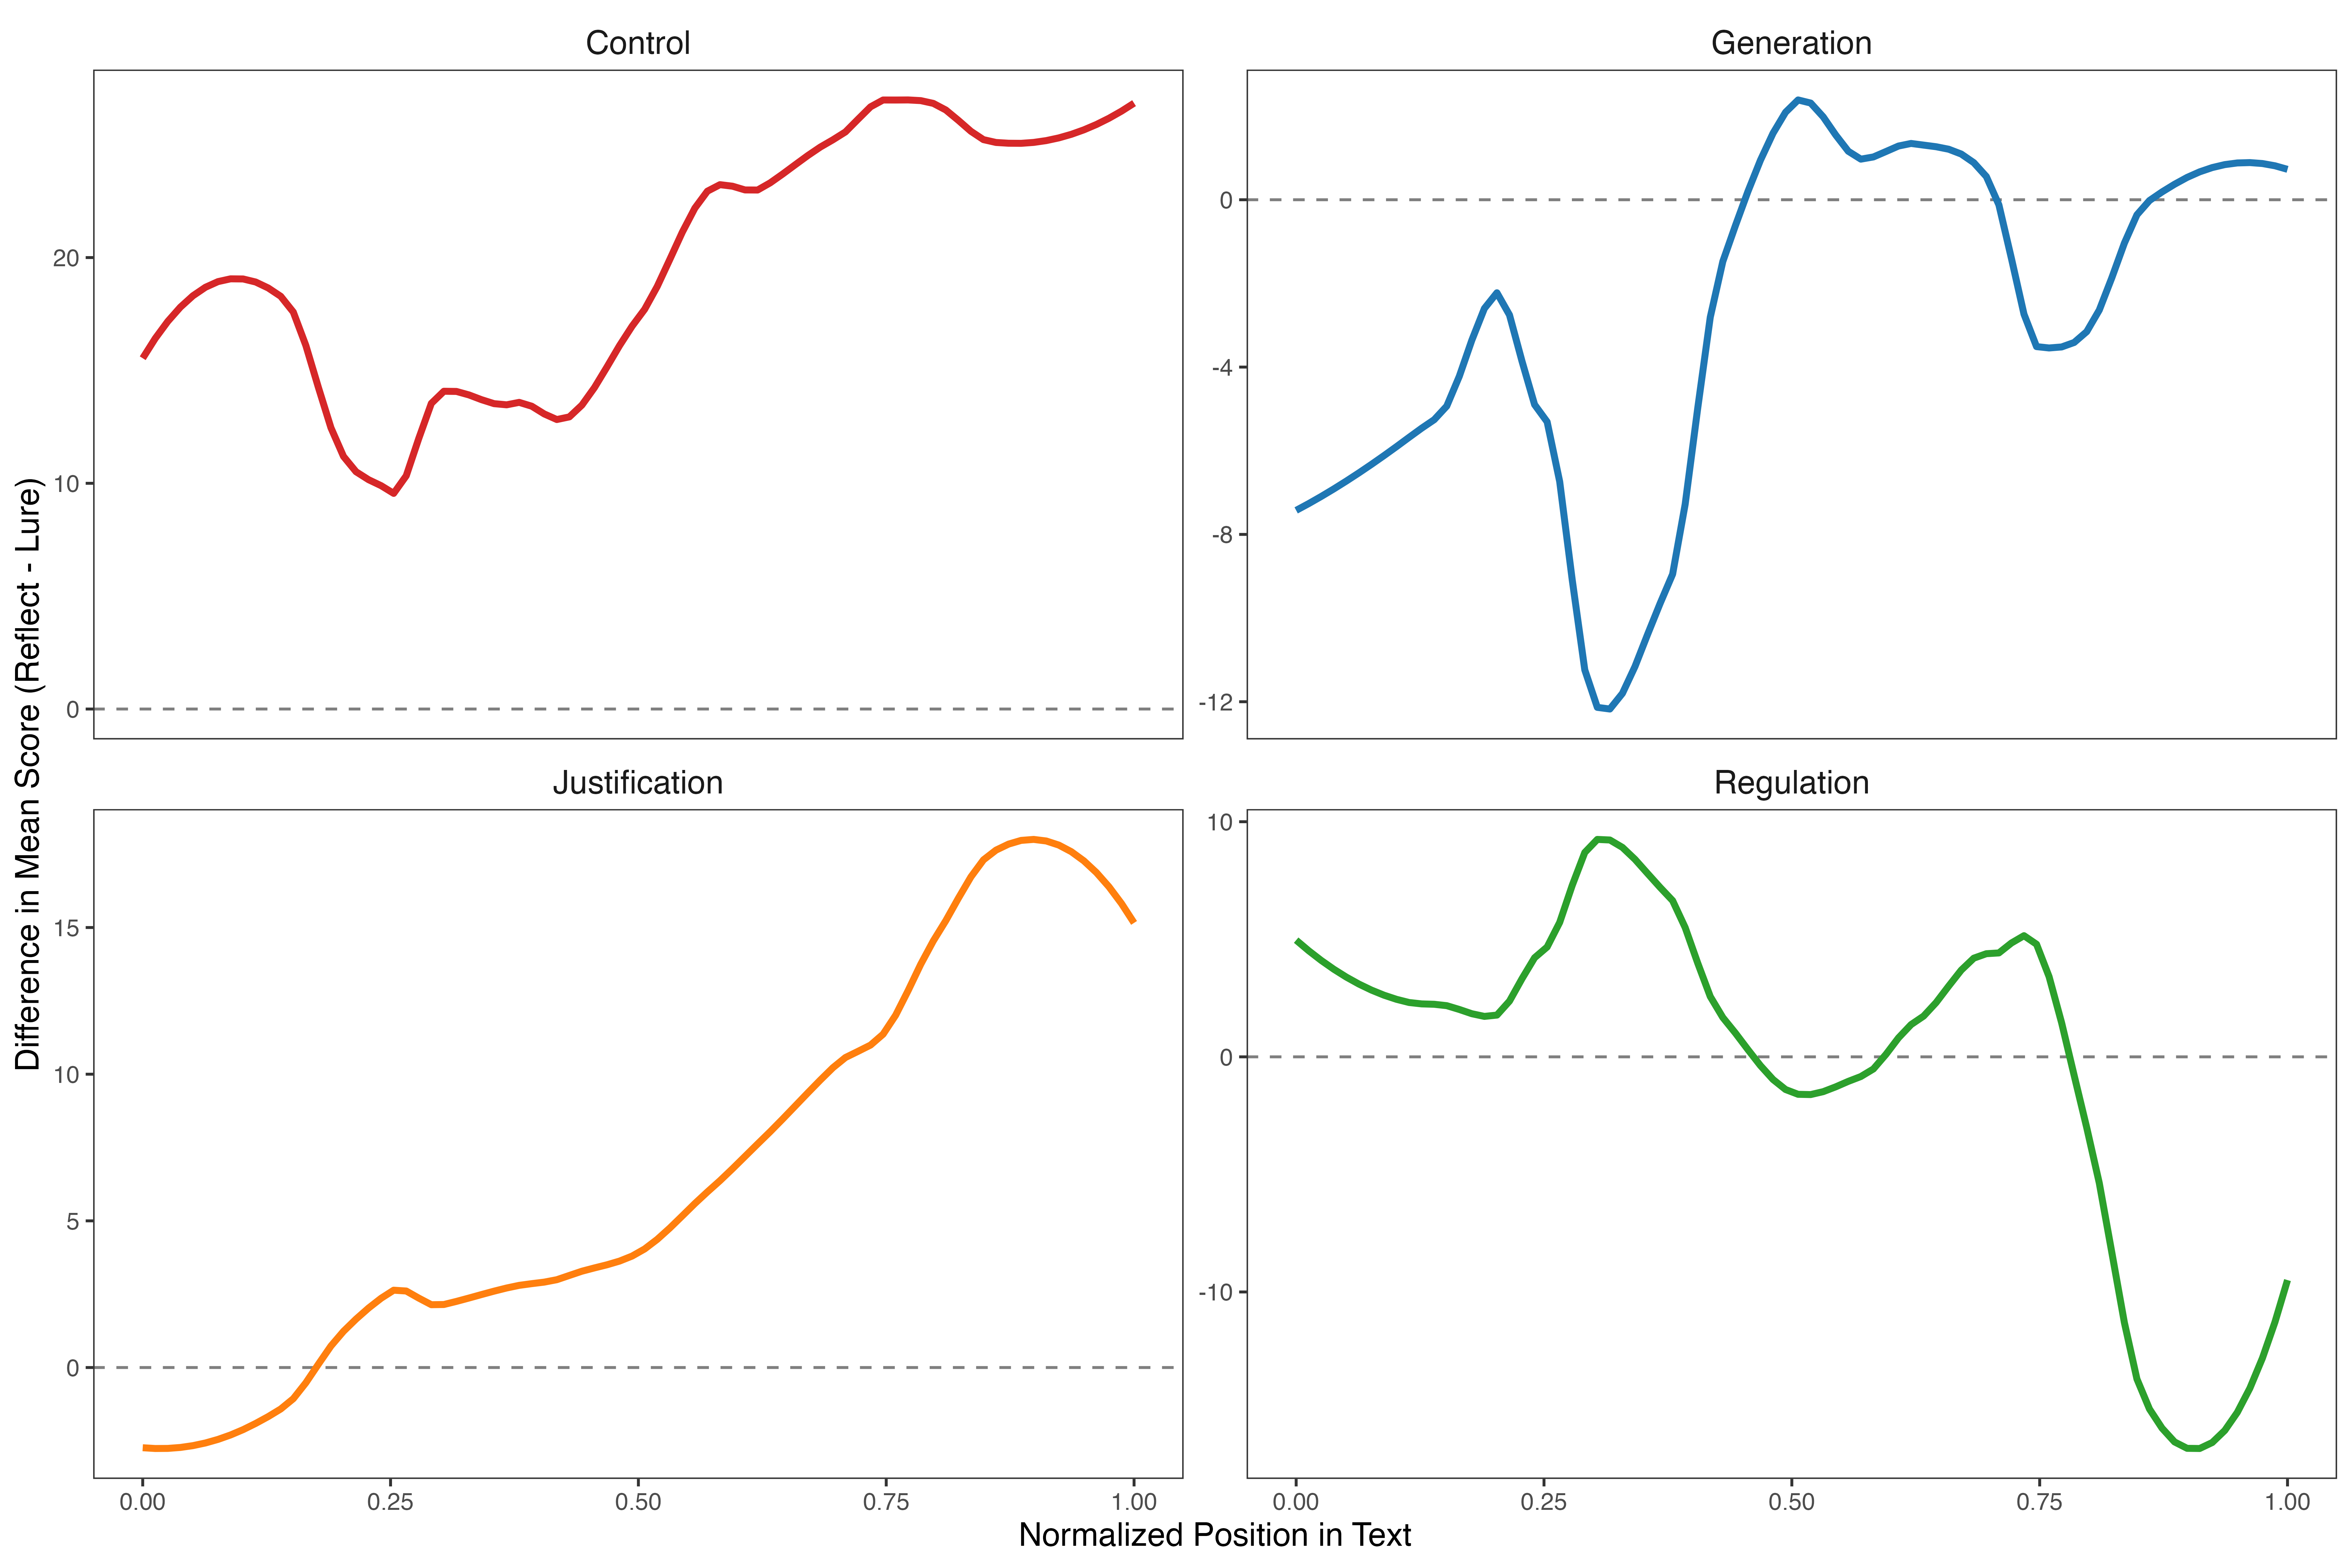 Control
Generation
20
10
0
0
-4
-8
-12
Difference in Mean Score (Reflect - Lure)
Justification
Regulation
15
10
5
0
10
0
-10
0.00 0.25 0.50 0.75 1.00
0.00 0.25 0.50 0.75 1.00
Normalized Position in Text